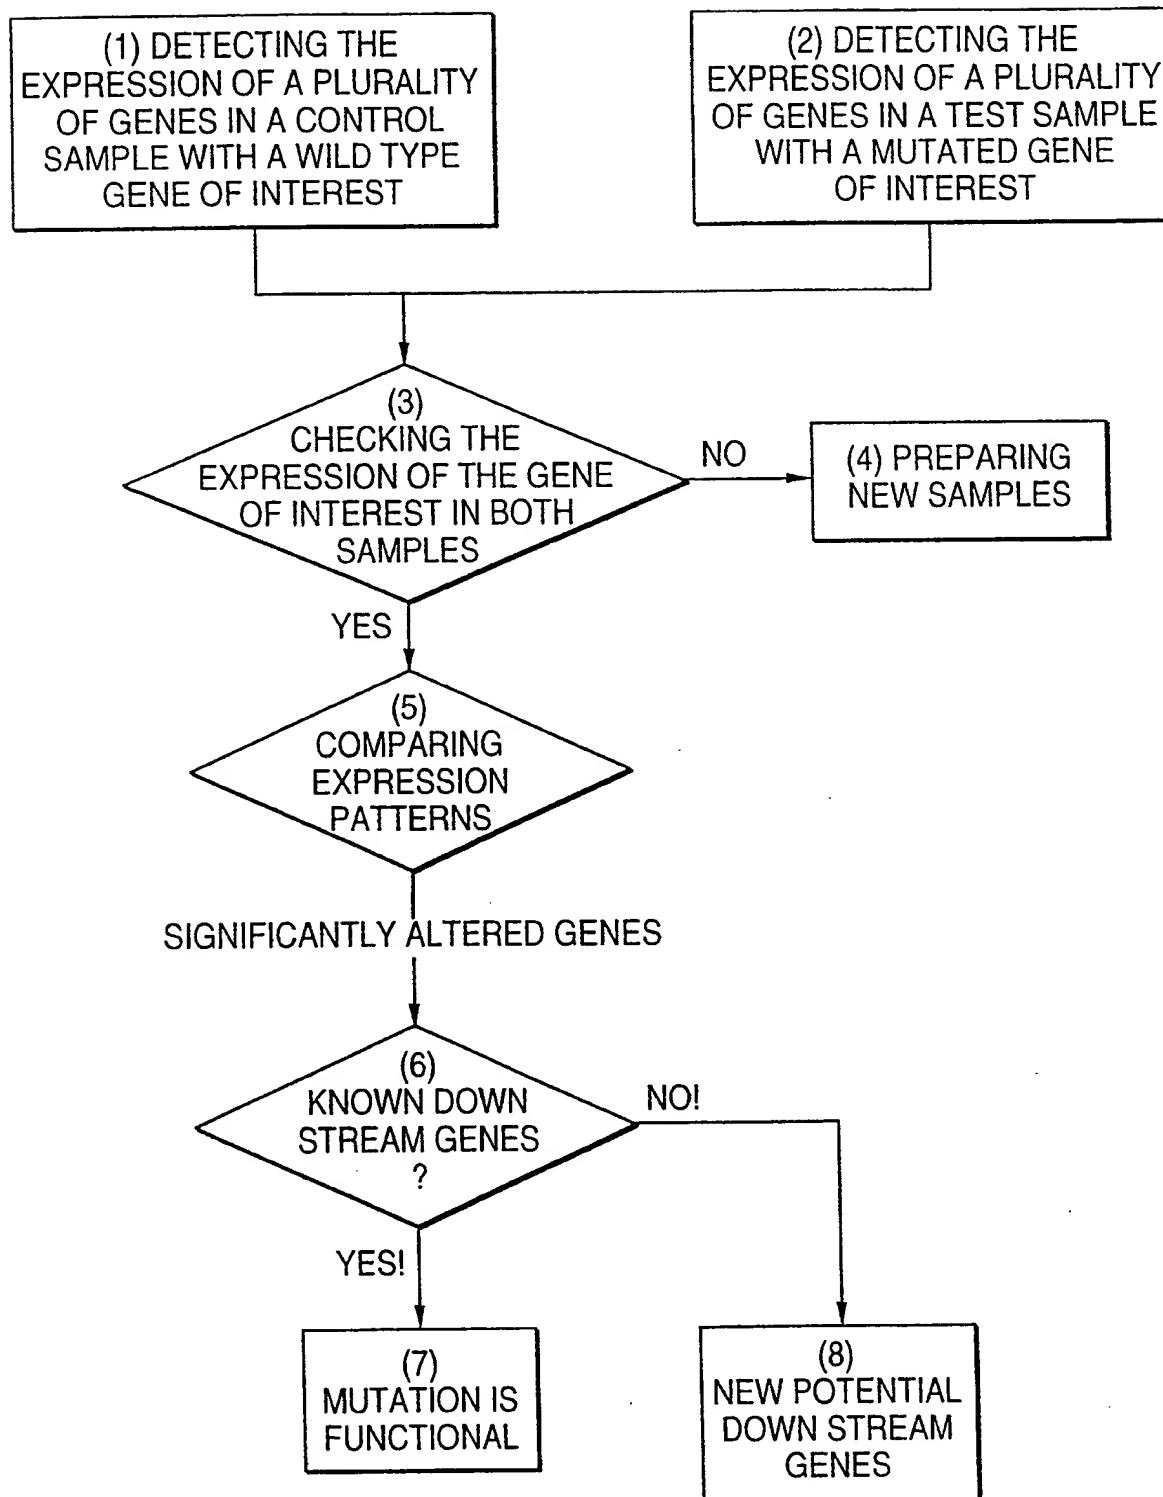 (1) DETECTING THE
EXPRESSION OF A PLURALITY
OF GENES IN A CONTROL
SAMPLE WITH A WILD TYPE
GENE OF INTEREST
(2) DETECTING THE
EXPRESSION OF A PLURALITY
OF GENES IN A TEST SAMPLE
WITH A MUTATED GENE
OF INTEREST
(3)
CHECKING THE
EXPRESSION OF THE GENE
OF INTEREST IN BOTH
SAMPLES
NO
(4) PREPARING
NEW SAMPLES
YES
(5)
COMPARING
EXPRESSION
PATTERNS
SIGNIFICANTLY ALTERED GENES
(6)
KNOWN DOWN
STREAM GENES
?
NO!
YES!
(7)
MUTATION IS
FUNCTIONAL
(8)
NEW POTENTIAL
DOWN STREAM
GENES